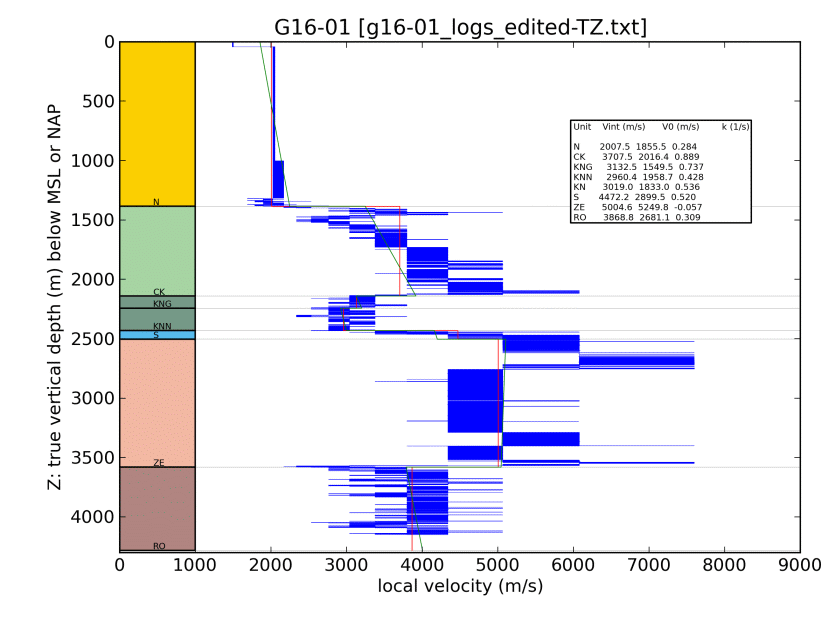 G16-01 [g16-01_logs_edited-TZ.txt]
Z: true vertical depth (m) below MSL or NAP
0
500
1000
1500
2000
2500
3000
3500
4000
N
CK
KNG
KNN
S
ZE
RO
Unit Vint (m/s) V0 (m/s) k (1/s)
N 2007.5 1855.5 0.284
CK 3707.5 2016.4 0.889
KNG 3132.5 1549.5 0.737
KNN 2960.4 1958.7 0.428
KN 3019.0 1833.0 0.536
S 4472.2 2899.5 0.520
ZE 5004.6 5249.8 -0.057
RO 3868.8 2681.1 0.309
0 1000 2000 3000 4000 5000 6000 7000 8000 9000
local velocity (m/s)